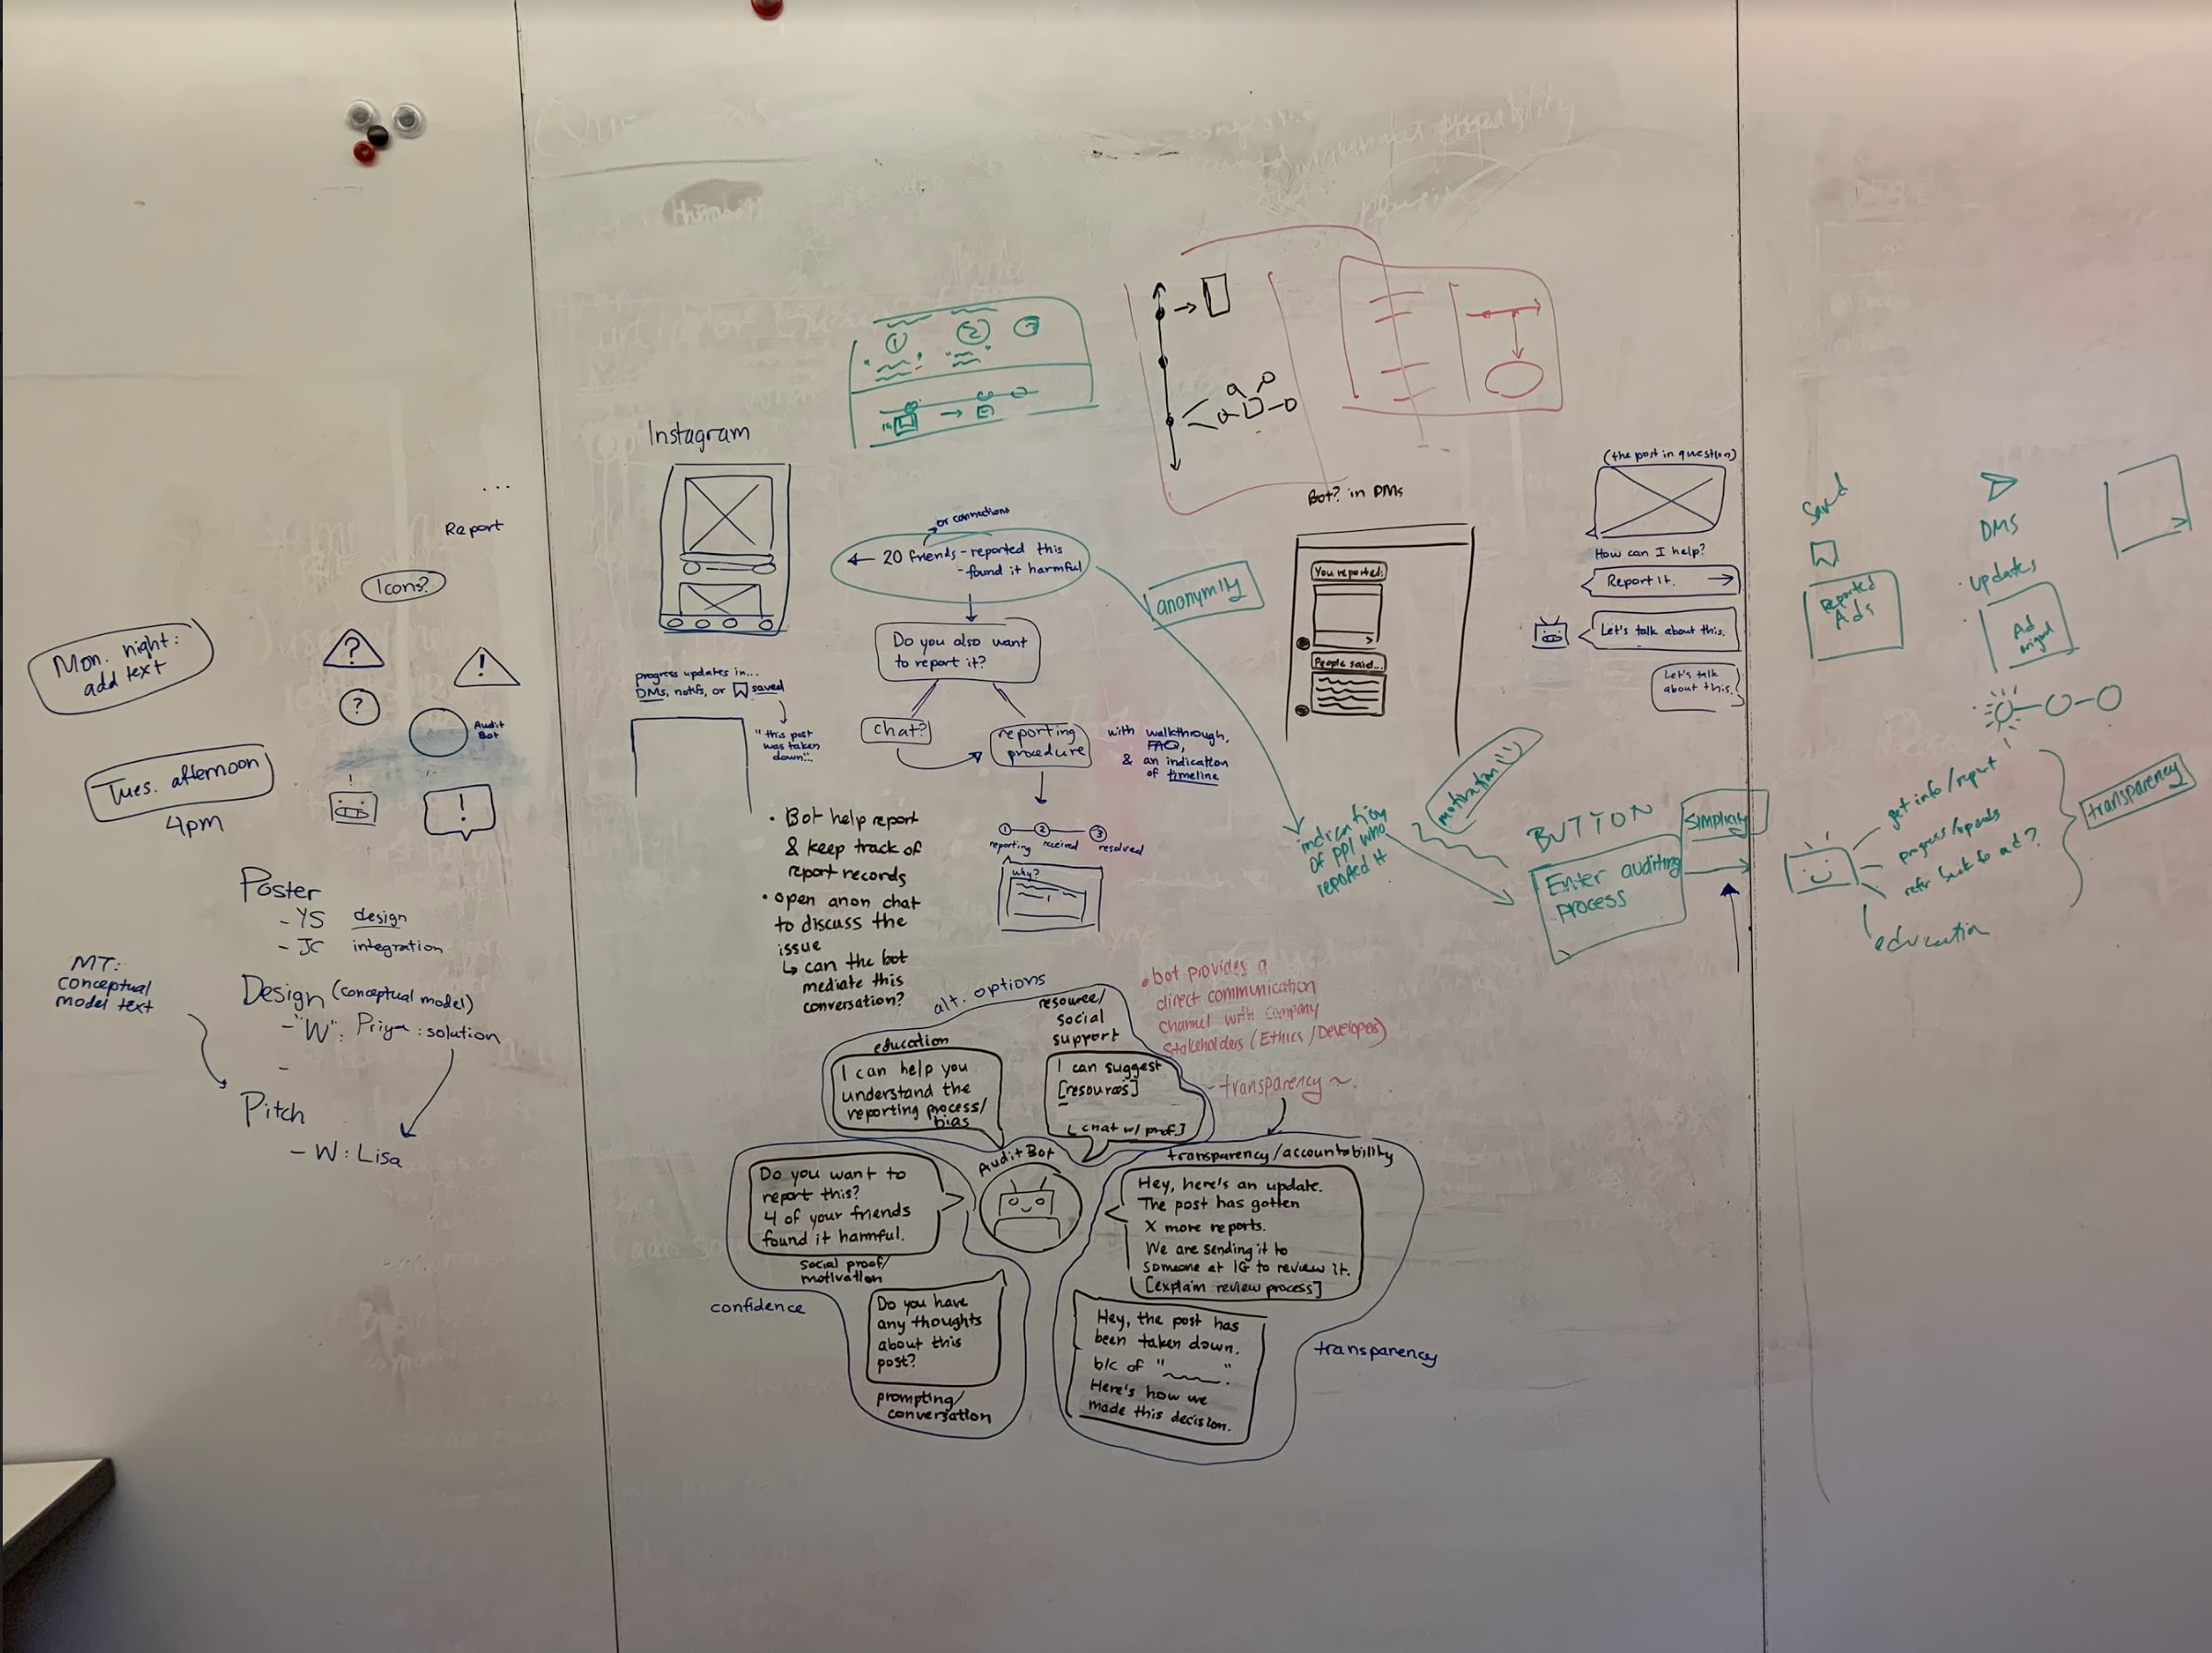 ...
Report
Icons?
Mon. night:
add text
?
!
?
Audit
Bot
Tues. afternoon
4pm
!
Poster
- YS design
- JC integration
MT:
conceptual
model text
Design (conceptual model)
- "W": Priya: solution
-
Pitch
- W: Lisa
Instagram
1
2
3
progress updates in...
DMs, notifs, or saved
"this post
was taken
down..."
or connections
← 20 friends - reported this
- found it harmful
Do you also want
to report it?
chat?
reporting
procedure
with walkthrough,
FAQ,
& an indication
of timeline
1 2 3
reporting received resolved
why?
• Bot help report
& keep track of
report records
• open anon chat
to discuss the
issue
↳ can the bot
mediate this
conversation?
anonymity
Bot? in DMs
You reported:
People said...
(the post in question)
How can I help?
Report it. →
Let's talk about this.
Let's talk
about this.
indication
of ppl who
reported it
motivation :)
BUTTON
Enter auditing
process
Simplicity
Saved
Reported
Ads
DMS
• updates
Ad
get info/report
progress/updates
refer back to ad?
education
transparency
• bot provides a
direct communication
channel with company
stakeholders (Ethics / Developers)
~ transparency ~
alt. options
education
I can help you
understand the
reporting process/
bias
resource/
social
support
I can suggest
[resources]
[chat w/ prof.]
Audit Bot
Do you want to
report this?
4 of your friends
found it harmful.
social proof/
motivation
confidence
Do you have
any thoughts
about this
post?
prompting/
conversation
transparency/accountability
Hey, here's an update.
The post has gotten
X more reports.
We are sending it to
someone at IG to review it.
[explain review process]
Hey, the post has
been taken down.
b/c of "____".
Here's how we
made this decision.
transparency